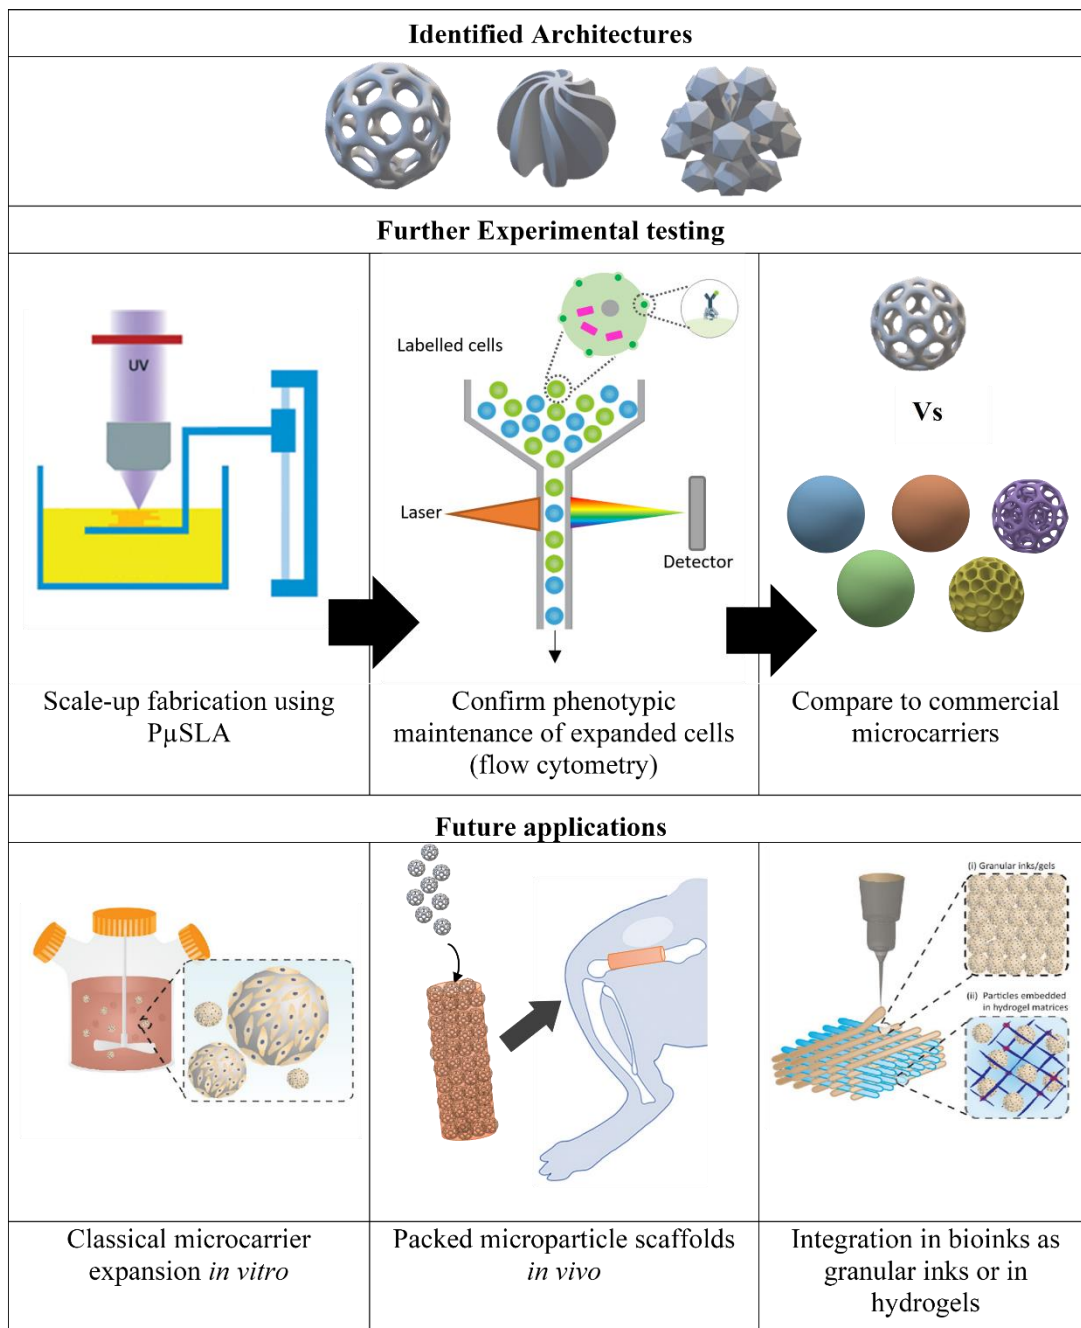 Identified Architectures
Further Experimental testing
UV
Labelled cells
Laser
Detector
Vs
Scale-up fabrication using
PµSLA
Confirm phenotypic
maintenance of expanded cells
(flow cytometry)
Compare to commercial
microcarriers
Future applications
(i) Granular inks/gels
(ii) Particles embedded
in hydrogel matrices
Classical microcarrier
expansion in vitro
Packed microparticle scaffolds
in vivo
Integration in bioinks as
granular inks or in
hydrogels